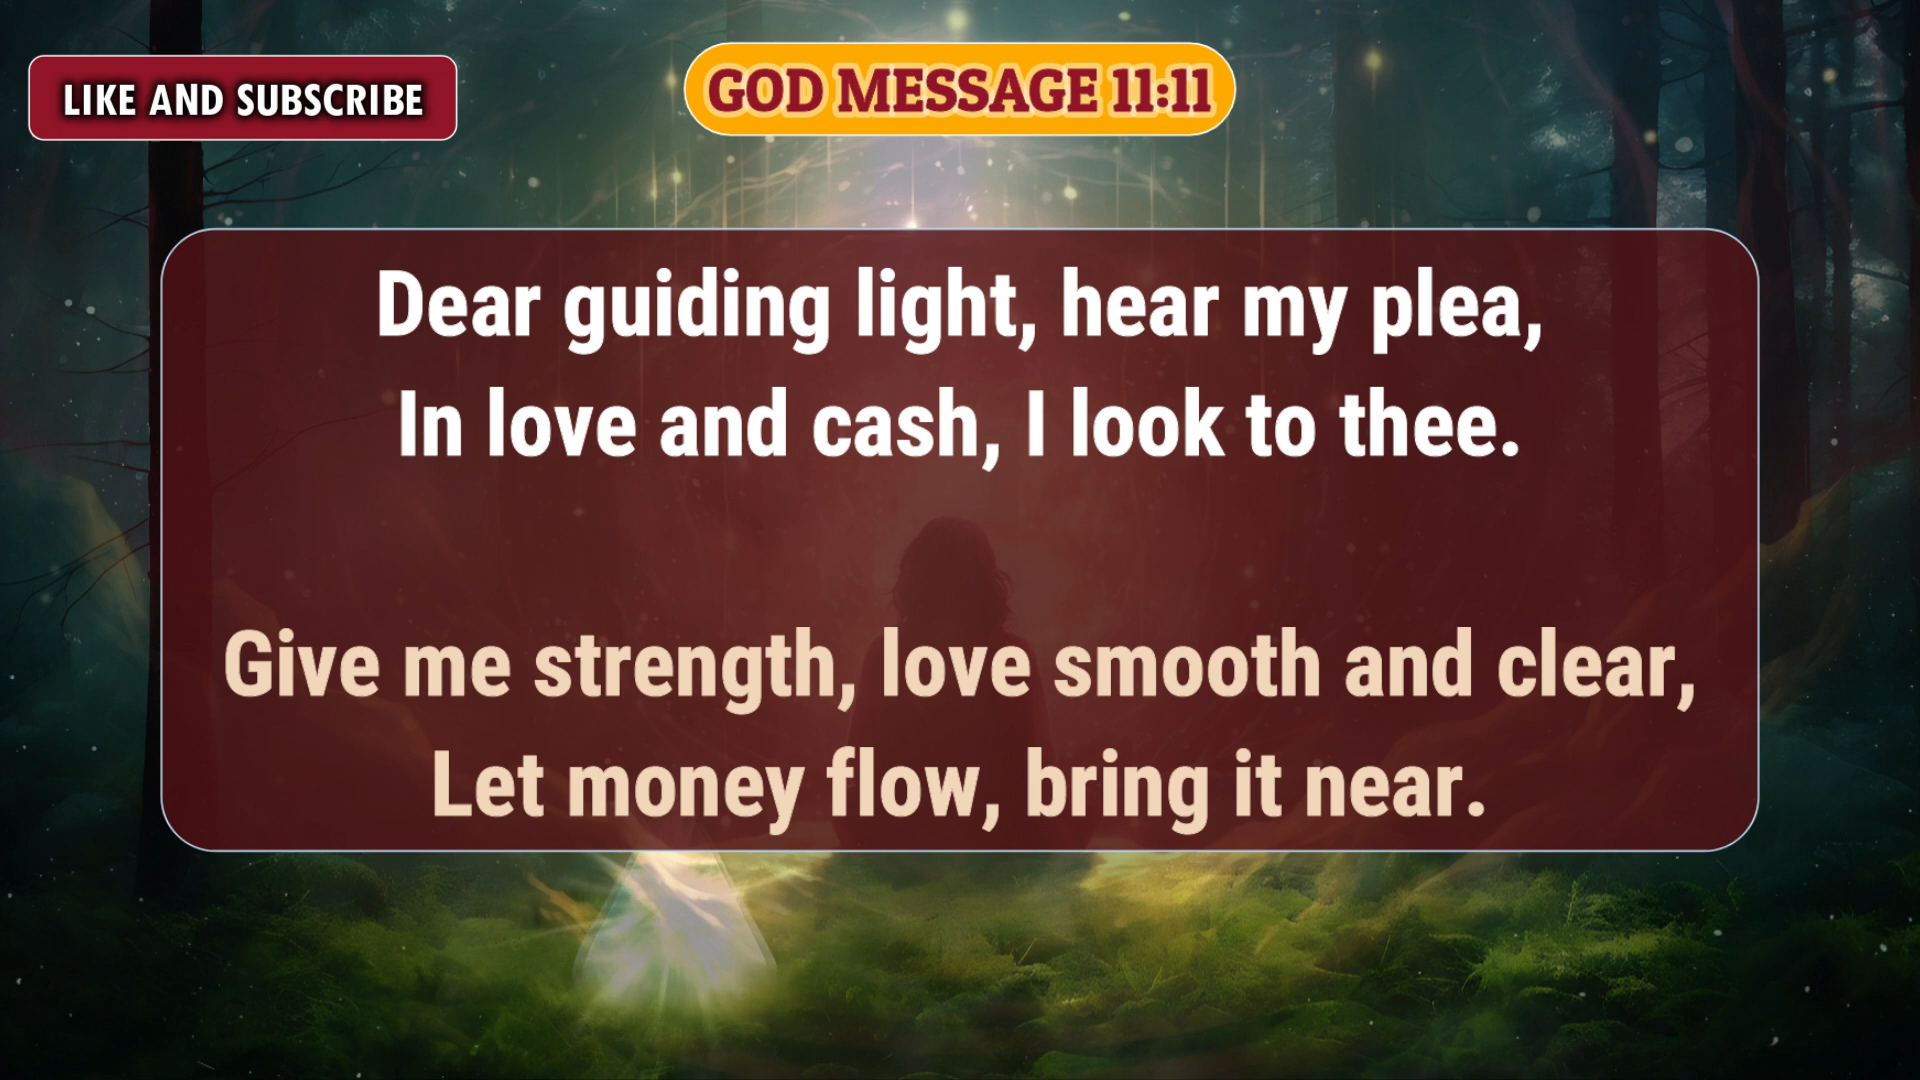 LIKE AND SUBSCRIBE
GOD MESSAGE 11:11
Dear guiding light, hear my plea,
In love and cash, I look to thee.
Give me strength, love smooth and clear,
Let money flow, bring it near.